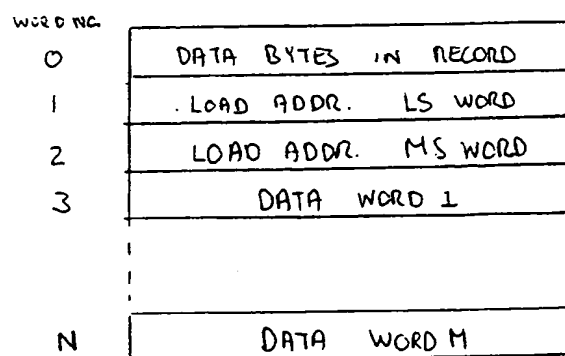 WORD NO.
0 DATA BYTES IN RECORD
1 LOAD ADDR. LS WORD
2 LOAD ADDR. MS WORD
3 DATA WORD 1
N DATA WORD M